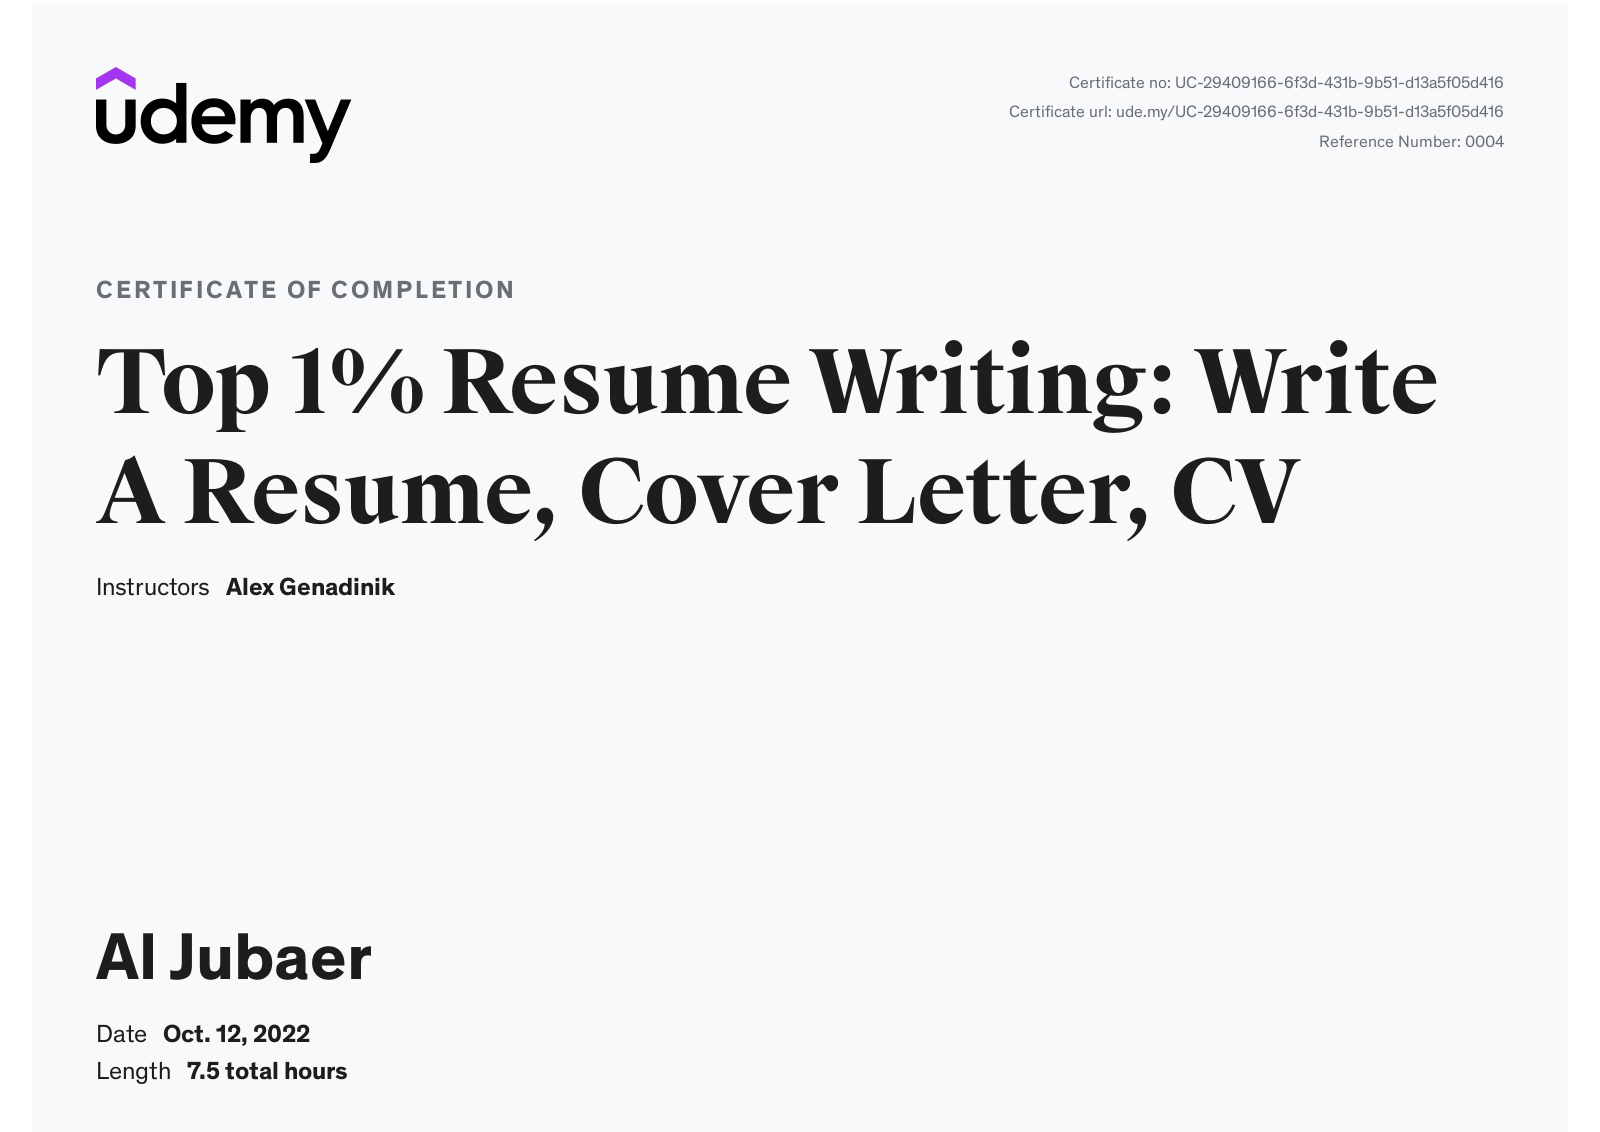 udemy
Certificate no: UC-29409166-6f3d-431b-9b51-d13a5f05d416
Certificate url: ude.my/UC-29409166-6f3d-431b-9b51-d13a5f05d416
Reference Number: 0004
CERTIFICATE OF COMPLETION
Top 1% Resume Writing: Write
A Resume, Cover Letter, CV
Instructors Alex Genadinik
Al Jubaer
Date Oct. 12, 2022
Length 7.5 total hours